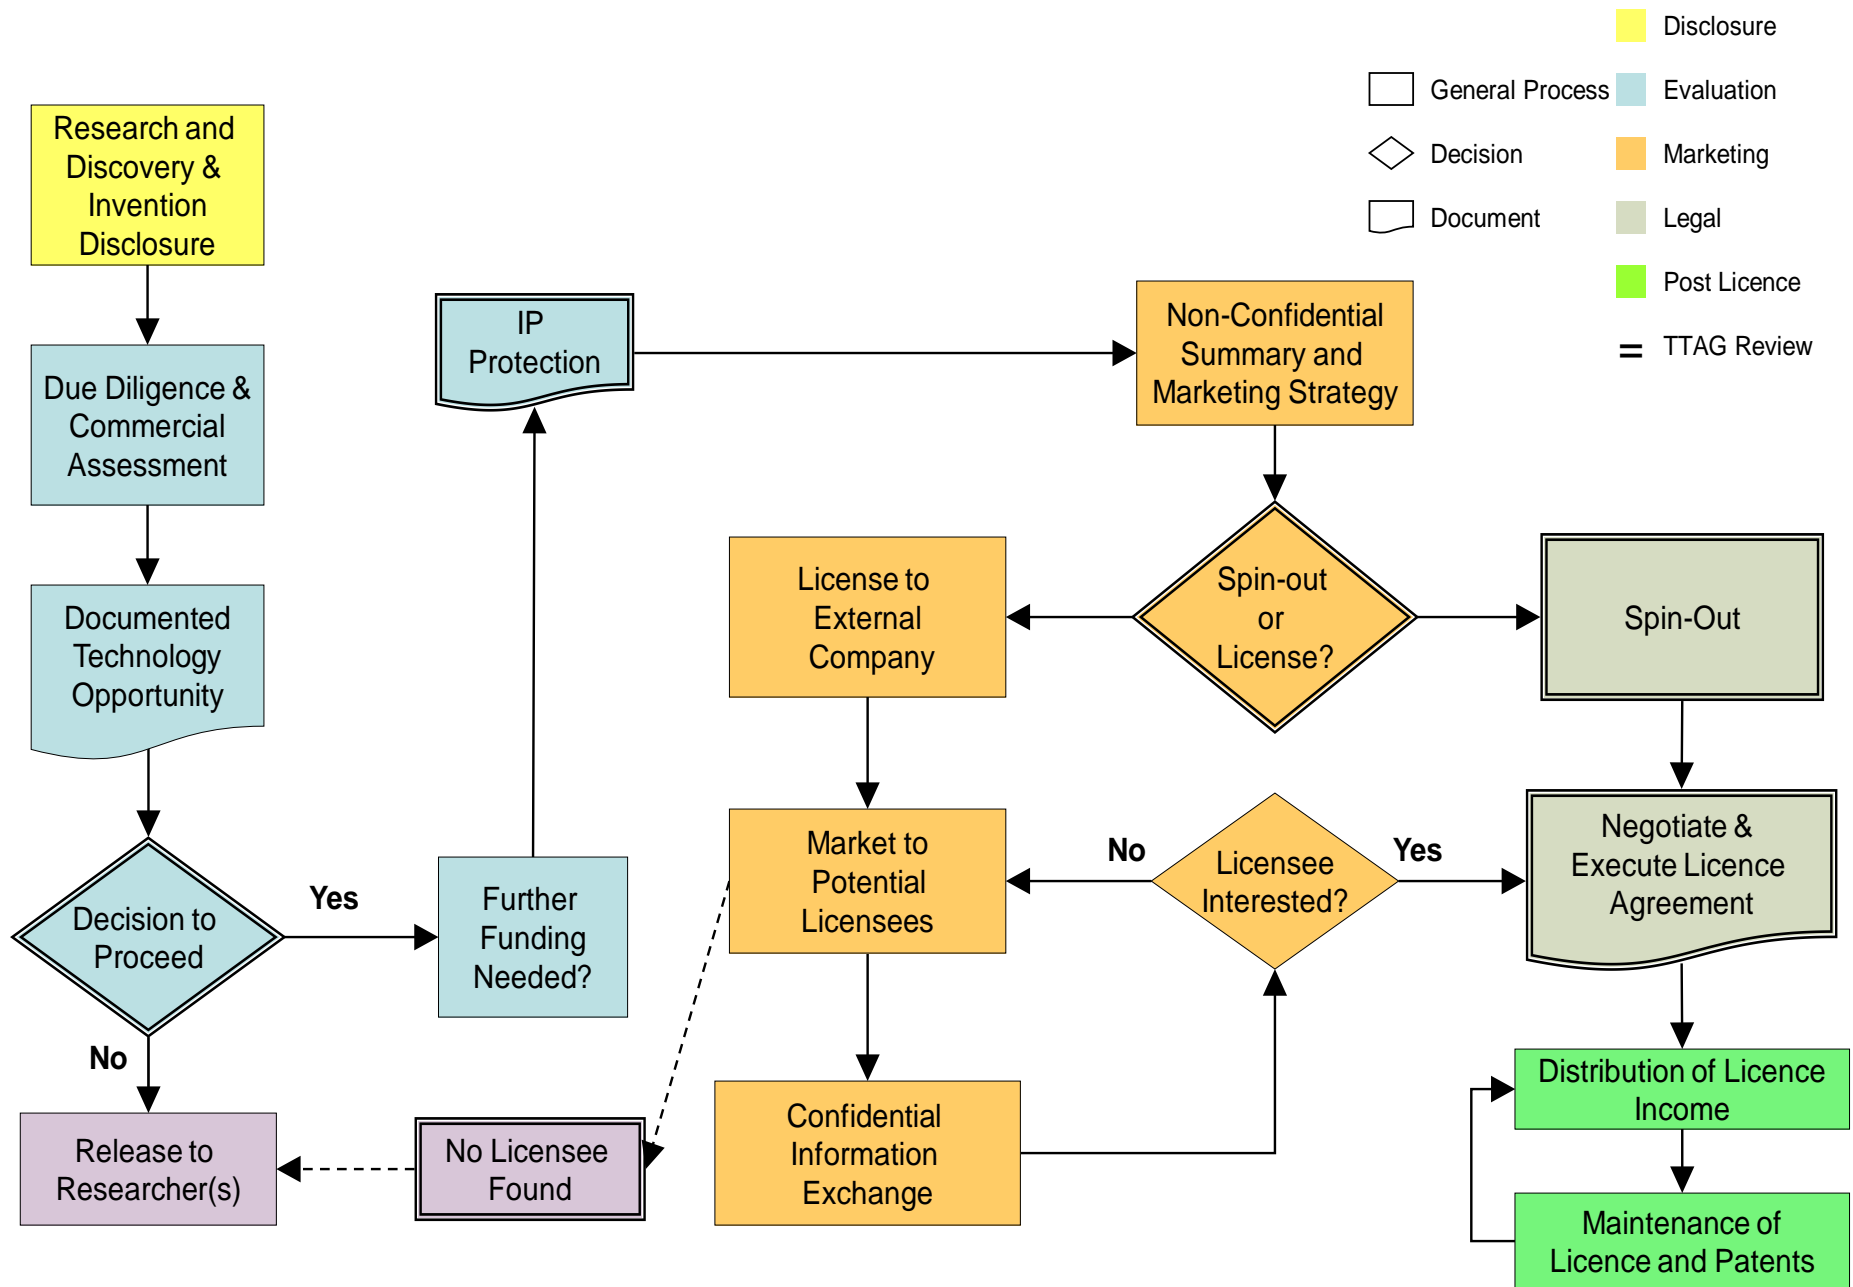 Disclosure
General Process
Evaluation
Decision
Marketing
Document
Legal
Post Licence
= TTAG Review
Research and
Discovery &
Invention
Disclosure
Due Diligence &
Commercial
Assessment
Documented
Technology
Opportunity
Decision to
Proceed
Yes
No
Further
Funding
Needed?
IP
Protection
Release to
Researcher(s)
No Licensee
Found
Non-Confidential
Summary and
Marketing Strategy
Spin-out
or
License?
License to
External
Company
Spin-Out
Market to
Potential
Licensees
No
Licensee
Interested?
Yes
Negotiate &
Execute Licence
Agreement
Confidential
Information
Exchange
Distribution of Licence
Income
Maintenance of
Licence and Patents